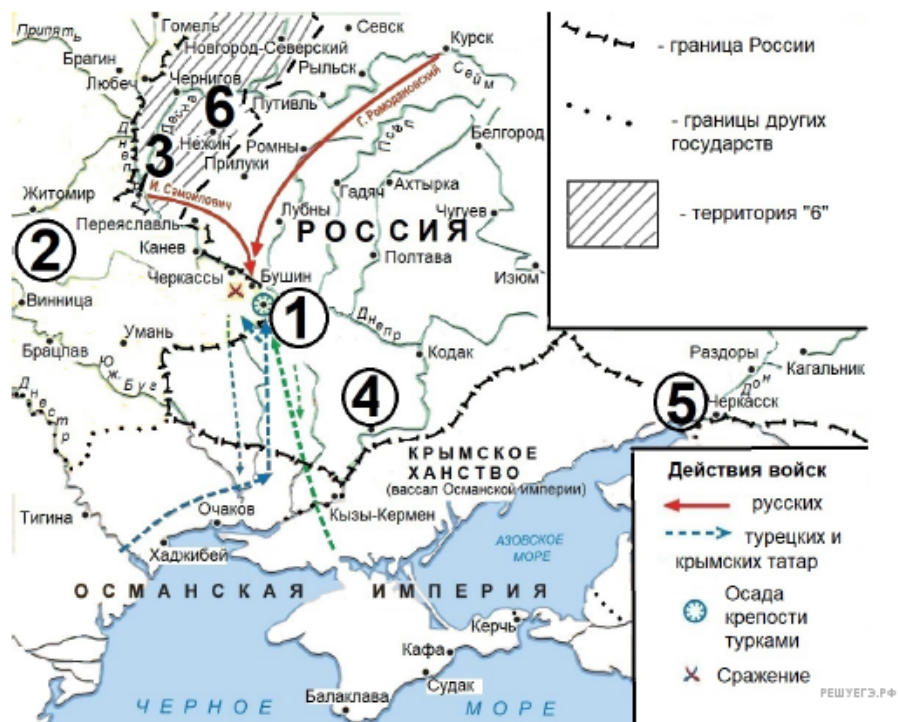 Гомель
Севск
Припять
Новгород-Северский
Курск
Брагин
Рыльск
Сейм
Любеч
Чернигов
Путивль
Десна
6
Г. Ромодановский
Псел
Белгород
Днепр
3
Нежин
Ромны
Прилуки
Житомир
И. Самойлович
Гадяч
Ахтырка
Переяславль
Лубны
Чугуев
2
РОССИЯ
Канев
Полтава
Черкассы
Бушин
Изюм
Винница
1
Днепр
Умань
Брацлав
Кодак
Юж. Буг
Днестр
4
Раздоры
Кагальник
Дон
5
Черкасск
КРЫМСКОЕ
ХАНСТВО
(вассал Османской империи)
Тигина
Очаков
Кызы-Кермен
Хаджибей
АЗОВСКОЕ
МОРЕ
ОСМАНСКАЯ ИМПЕРИЯ
Керчь
Кафа
Судак
Балаклава
ЧЕРНОЕ МОРЕ
- граница России
- границы других
государств
- территория "6"
Действия войск
русских
турецких и
крымских татар
Осада
крепости
турками
Сражение
РЕШУЕГЭ.РФ